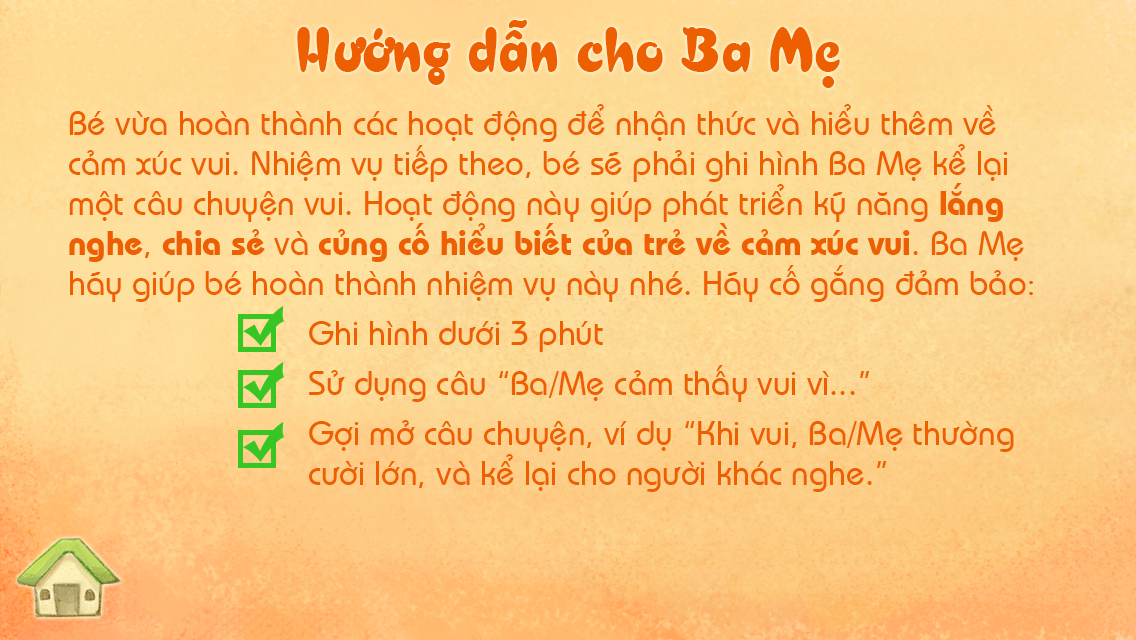 Hướng dẫn cho Ba Mẹ
Bé vừa hoàn thành các hoạt động để nhận thức và hiểu thêm về
cảm xúc vui. Nhiệm vụ tiếp theo, bé sẽ phải ghi hình Ba Mẹ kể lại
một câu chuyện vui. Hoạt động này giúp phát triển kỹ năng lắng
nghe, chia sẻ và củng cố hiểu biết của trẻ về cảm xúc vui. Ba Mẹ
hãy giúp bé hoàn thành nhiệm vụ này nhé. Hãy cố gắng đảm bảo:
Ghi hình dưới 3 phút
Sử dụng câu “Ba/Mẹ cảm thấy vui vì...”
Gợi mở câu chuyện, ví dụ “Khi vui, Ba/Mẹ thường
cười lớn, và kể lại cho người khác nghe.”